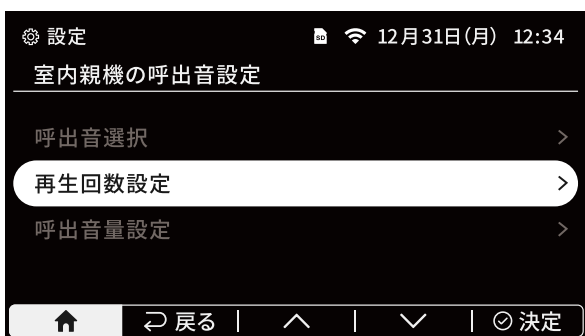 設定 SD 12月31日(月) 12:34
室内親機の呼出音設定
呼出音選択
再生回数設定
呼出音量設定
戻る 決定